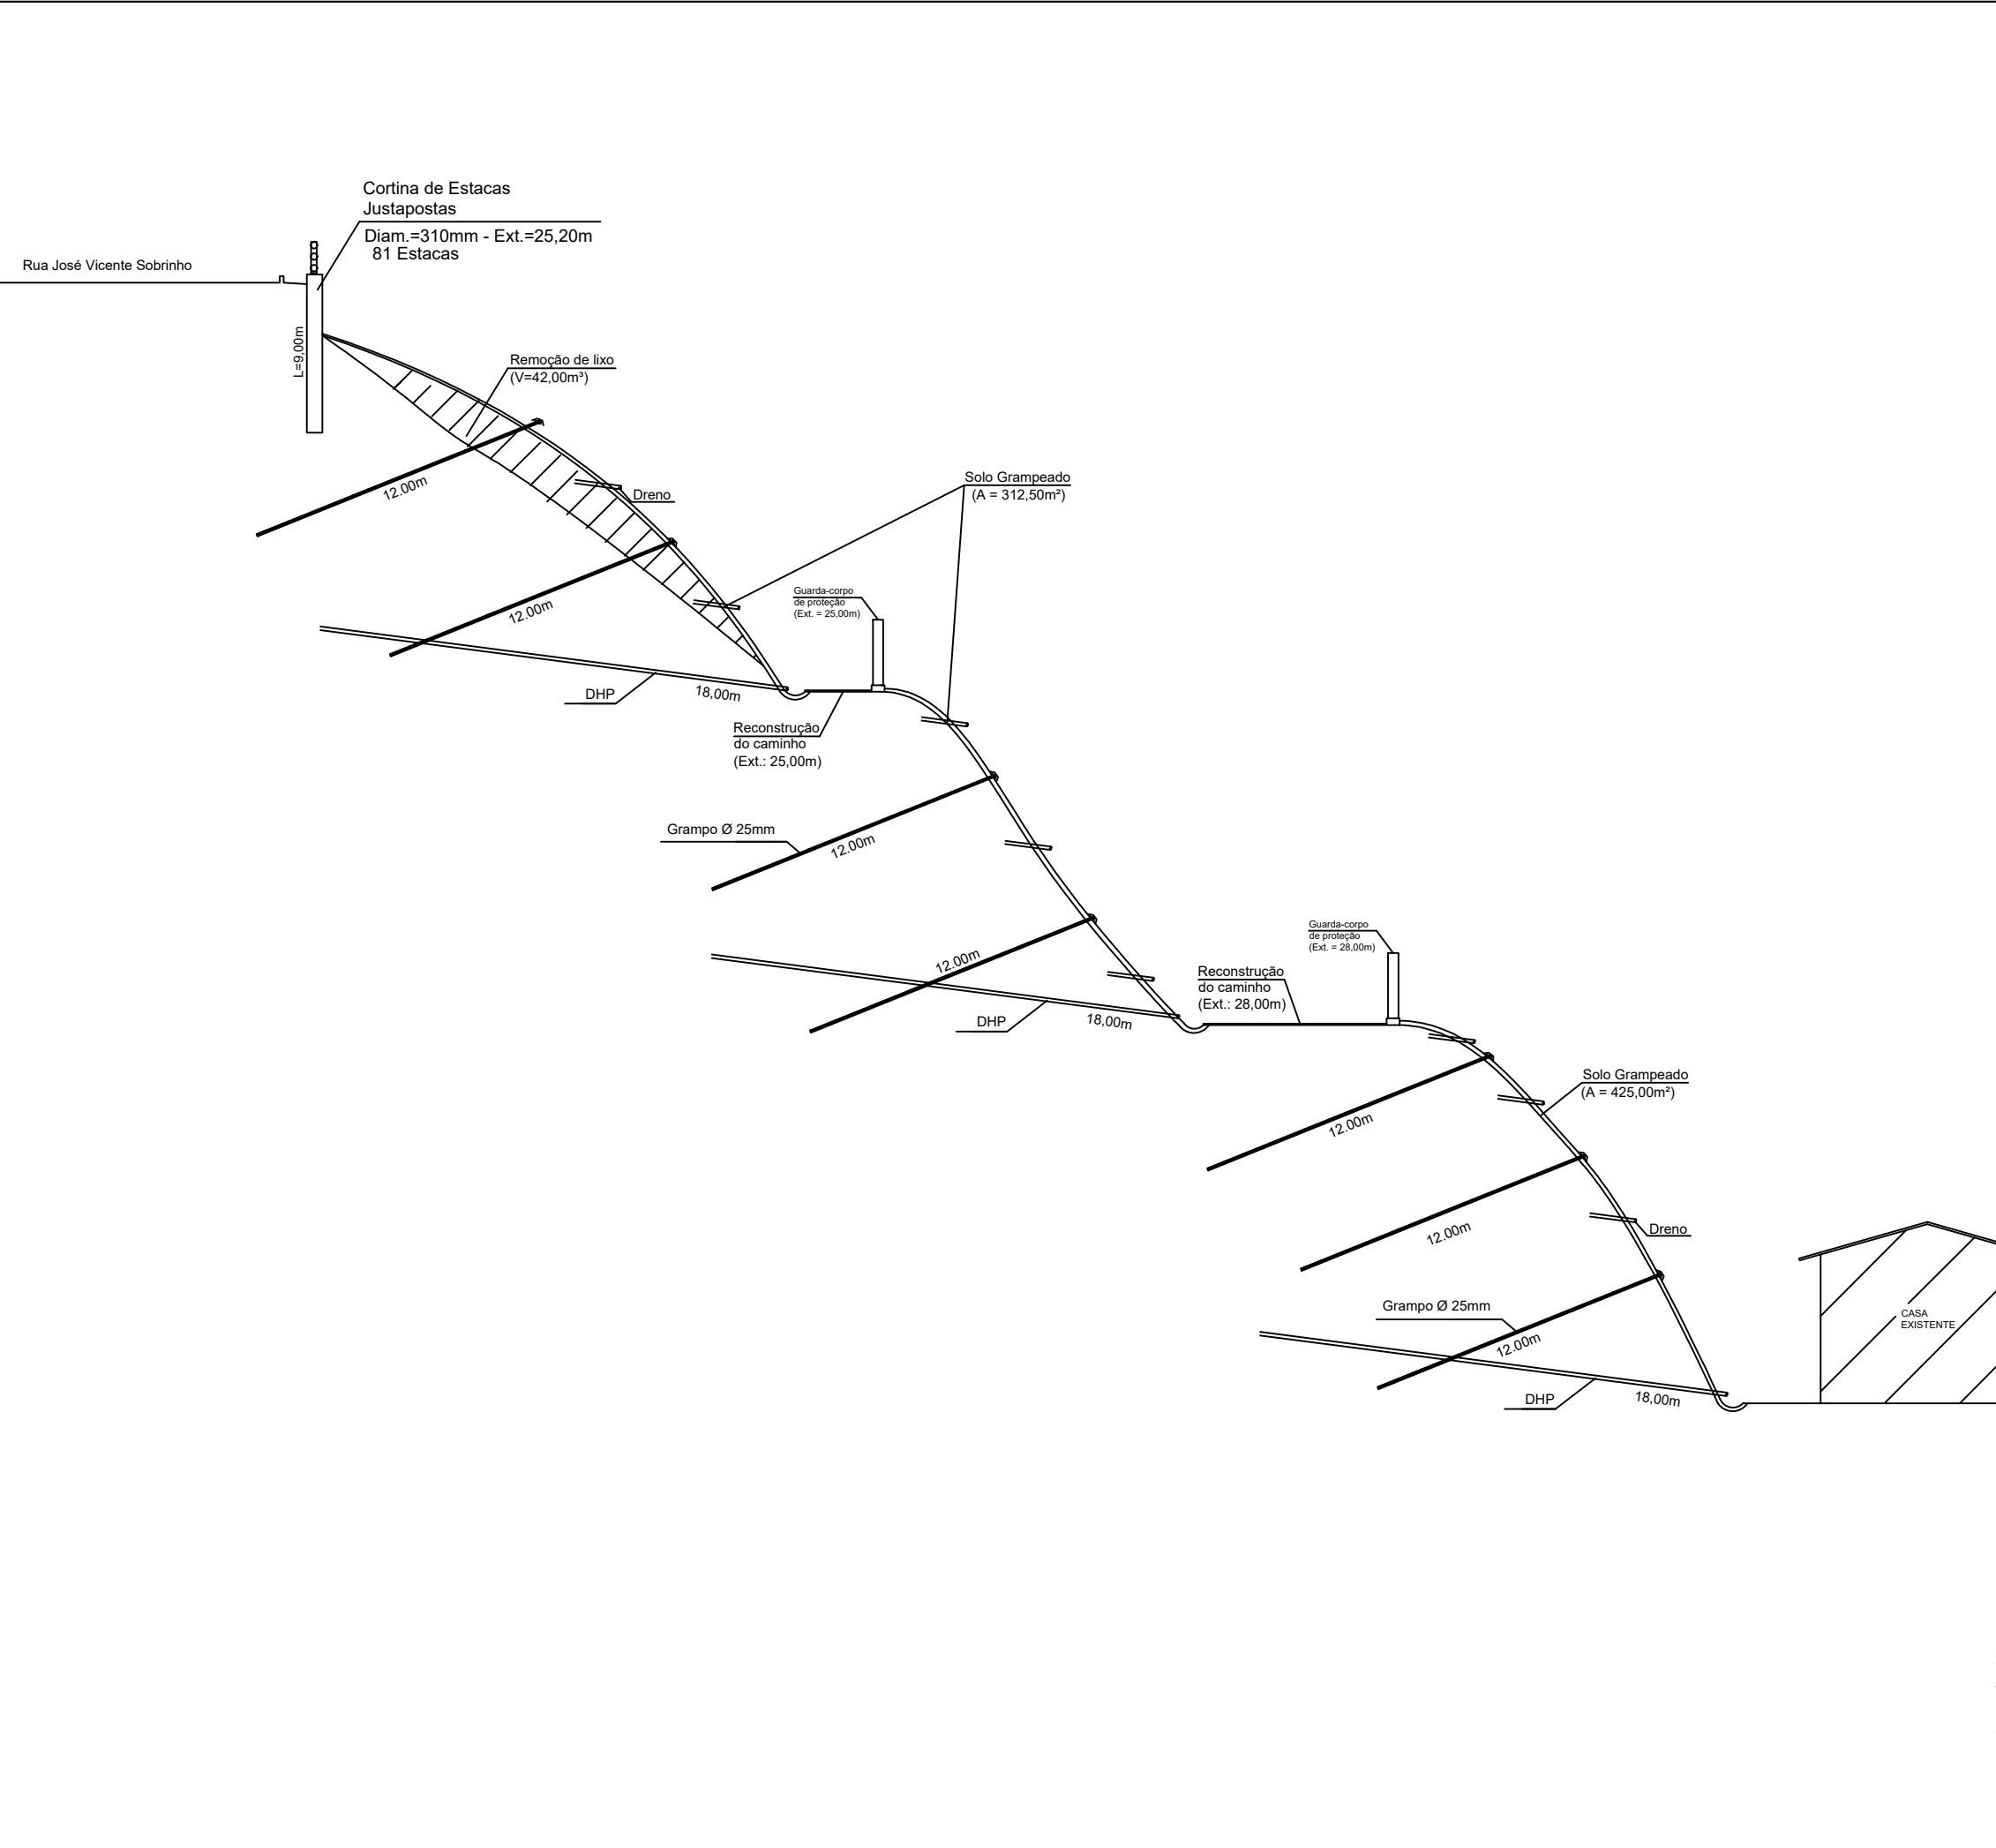 Cortina de Estacas
Justapostas
Diam.=310mm - Ext.=25,20m
81 Estacas
Rua José Vicente Sobrinho
L=9,00m
Remoção de lixo
(V=42,00m³)
12.00m
Dreno
Solo Grampeado
(A = 312,50m²)
12.00m
Guarda-corpo
de proteção
(Ext. = 25,00m)
DHP
18,00m
Reconstrução
do caminho
(Ext.: 25,00m)
Grampo Ø 25mm
12.00m
Guarda-corpo
de proteção
(Ext. = 28,00m)
12.00m
Reconstrução
do caminho
(Ext.: 28,00m)
DHP
18,00m
Solo Grampeado
(A = 425,00m²)
12.00m
12.00m
Dreno
Grampo Ø 25mm
12.00m
CASA
EXISTENTE
DHP
18,00m